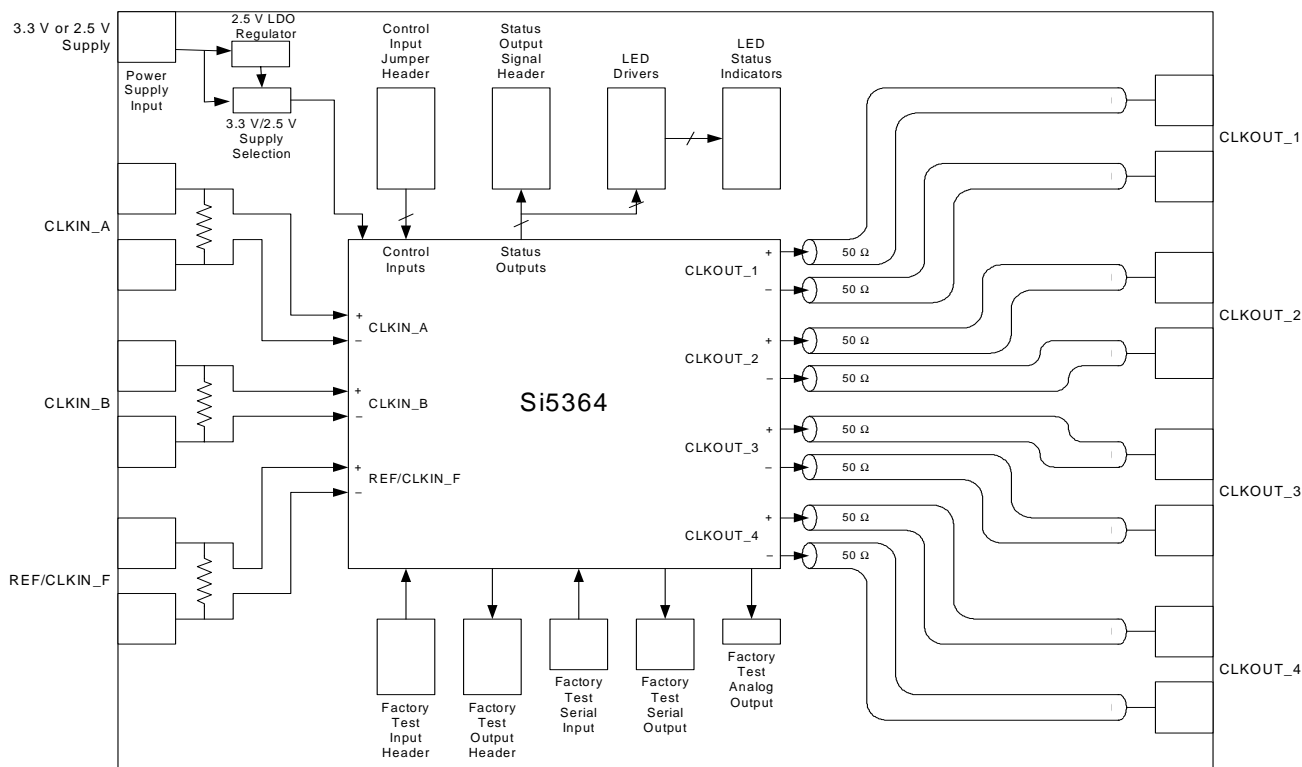 3.3 V or 2.5 V
Supply
Power
Supply
Input
2.5 V LDO
Regulator
3.3 V/2.5 V
Supply
Selection
Control
Input
Jumper
Header
Status
Output
Signal
Header
LED
Drivers
LED
Status
Indicators
CLKIN_A
CLKIN_B
REF/CLKIN_F
Control
Inputs
Status
Outputs
+
CLKIN_A
–
+
CLKIN_B
–
+
REF/CLKIN_F
–
Si5364
+
CLKOUT_1
–
+
CLKOUT_2
–
+
CLKOUT_3
–
+
CLKOUT_4
–
50 Ω
50 Ω
50 Ω
50 Ω
50 Ω
50 Ω
50 Ω
50 Ω
CLKOUT_1
CLKOUT_2
CLKOUT_3
CLKOUT_4
Factory
Test
Input
Header
Factory
Test
Output
Header
Factory
Test
Serial
Input
Factory
Test
Serial
Output
Factory
Test
Analog
Output